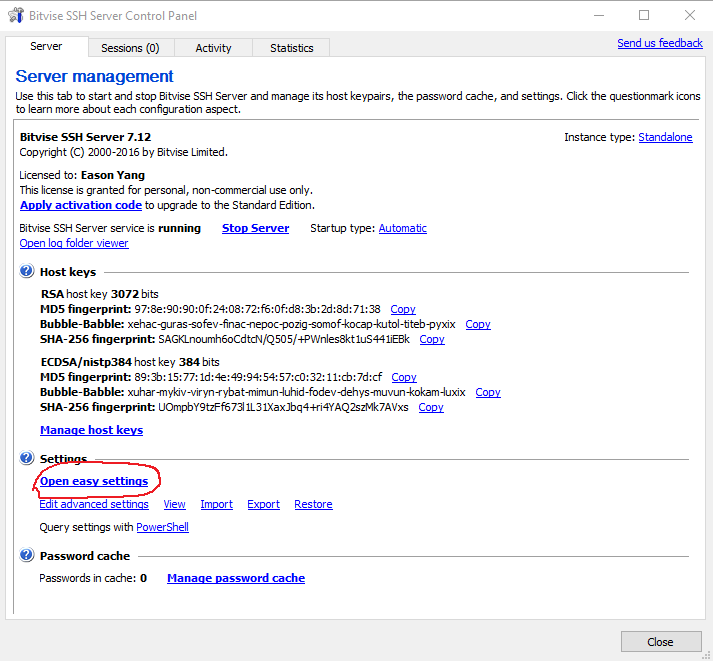 Bitvise SSH Server Control Panel
Server Sessions (0) Activity Statistics Send us feedback
Server management
Use this tab to start and stop Bitvise SSH Server and manage its host keypairs, the password cache, and settings. Click the questionmark icons
to learn more about each configuration aspect.
Bitvise SSH Server 7.12 Instance type: Standalone
Copyright (C) 2000-2016 by Bitvise Limited.
Licensed to: Eason Yang
This license is granted for personal, non-commercial use only.
Apply activation code to upgrade to the Standard Edition.
Bitvise SSH Server service is running Stop Server Startup type: Automatic
Open log folder viewer
Host keys
RSA host key 3072 bits
MD5 fingerprint: 97:8e:90:90:0f:24:08:72:f6:0f:d8:3b:2d:8d:71:38 Copy
Bubble-Babble: xehac-guras-sofev-finac-nepoc-pozig-somof-kocap-kutol-titeb-pyxix Copy
SHA-256 fingerprint: SAGKLnoumh6oCdtcN/Q505/+PWnles8kt1uS441iEBk Copy
ECDSA/nistp384 host key 384 bits
MD5 fingerprint: 89:3b:15:77:1d:4e:49:94:54:57:c0:32:11:cb:7d:cf Copy
Bubble-Babble: xuhar-mykiv-viryn-rybat-mimun-luhid-fodev-dehys-muvun-kokam-luxix Copy
SHA-256 fingerprint: UOmpbY9tzFf673l1L31XaxJbq4+ri4YAQ2szMk7AVxs Copy
Manage host keys
Settings
Open easy settings
Edit advanced settings View Import Export Restore
Query settings with PowerShell
Password cache
Passwords in cache: 0 Manage password cache
Close